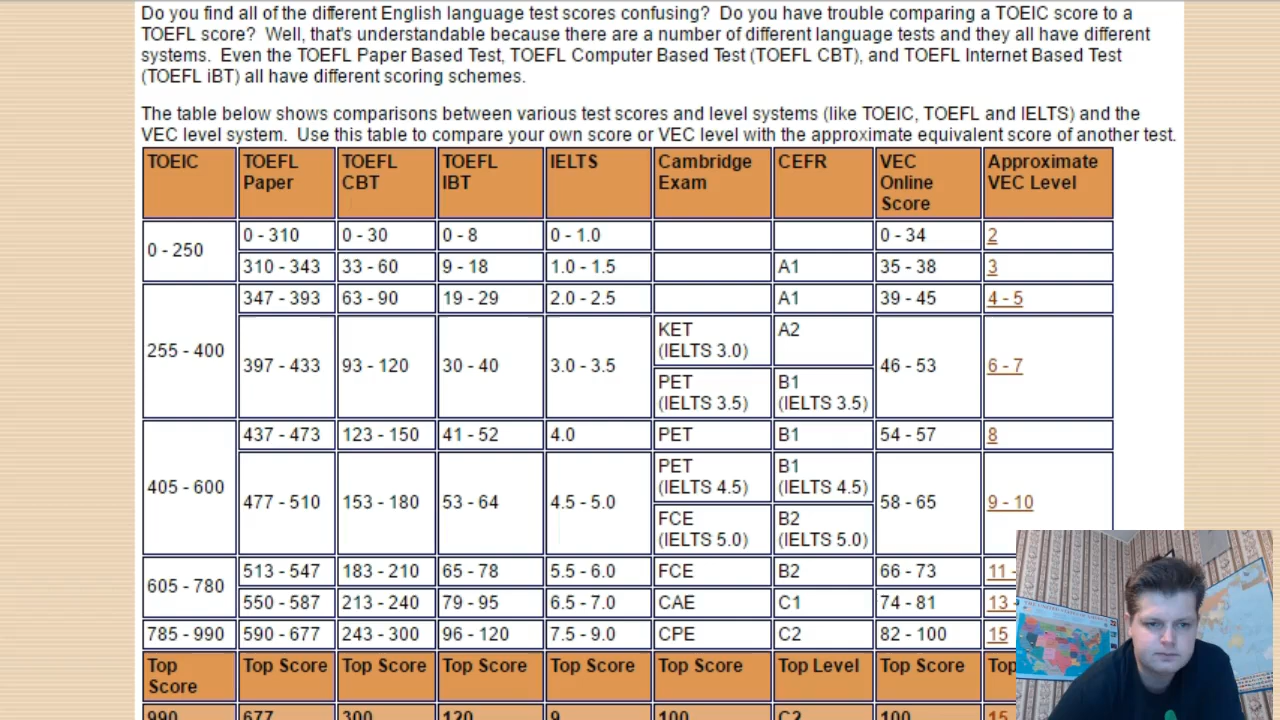 Do you find all of the different English language test scores confusing?  Do you have trouble comparing a TOEIC score to a
TOEFL score?  Well, that's understandable because there are a number of different language tests and they all have different
systems.  Even the TOEFL Paper Based Test, TOEFL Computer Based Test (TOEFL CBT), and TOEFL Internet Based Test
(TOEFL iBT) all have different scoring schemes.
The table below shows comparisons between various test scores and level systems (like TOEIC, TOEFL and IELTS) and the
VEC level system.  Use this table to compare your own score or VEC level with the approximate equivalent score of another test.
TOEIC TOEFL Paper TOEFL CBT TOEFL IBT IELTS Cambridge Exam CEFR VEC Online Score Approximate VEC Level
0 - 250 0 - 310 0 - 30 0 - 8 0 - 1.0 0 - 34 2
310 - 343 33 - 60 9 - 18 1.0 - 1.5 A1 35 - 38 3
255 - 400 347 - 393 63 - 90 19 - 29 2.0 - 2.5 A1 39 - 45 4 - 5
397 - 433 93 - 120 30 - 40 3.0 - 3.5 KET (IELTS 3.0) A2 46 - 53 6 - 7
PET (IELTS 3.5) B1 (IELTS 3.5)
405 - 600 437 - 473 123 - 150 41 - 52 4.0 PET B1 54 - 57 8
477 - 510 153 - 180 53 - 64 4.5 - 5.0 PET (IELTS 4.5) B1 (IELTS 4.5) 58 - 65 9 - 10
FCE (IELTS 5.0) B2 (IELTS 5.0)
605 - 780 513 - 547 183 - 210 65 - 78 5.5 - 6.0 FCE B2 66 - 73 11 -
550 - 587 213 - 240 79 - 95 6.5 - 7.0 CAE C1 74 - 81 13 -
785 - 990 590 - 677 243 - 300 96 - 120 7.5 - 9.0 CPE C2 82 - 100 15
Top Score Top Score Top Score Top Score Top Score Top Score Top Level Top Score Top
990 677 300 120 9 100 C2 100 15